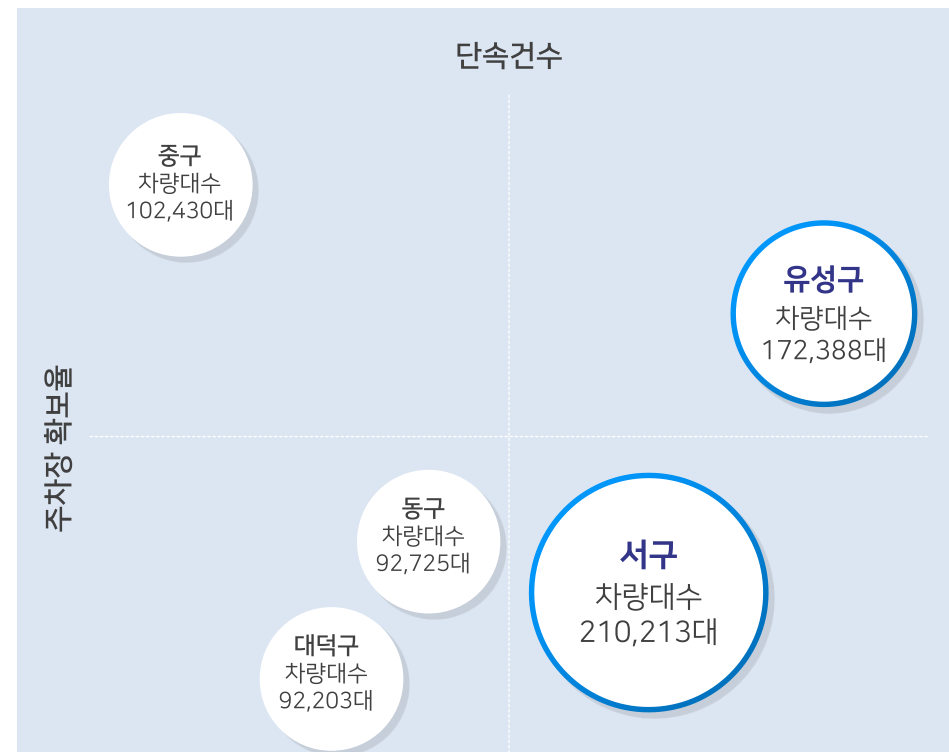 단속건수
중구
차량대수
102,430대
유성구
차량대수
172,388대
주차장 확보율
동구
차량대수
92,725대
서구
차량대수
210,213대
대덕구
차량대수
92,203대